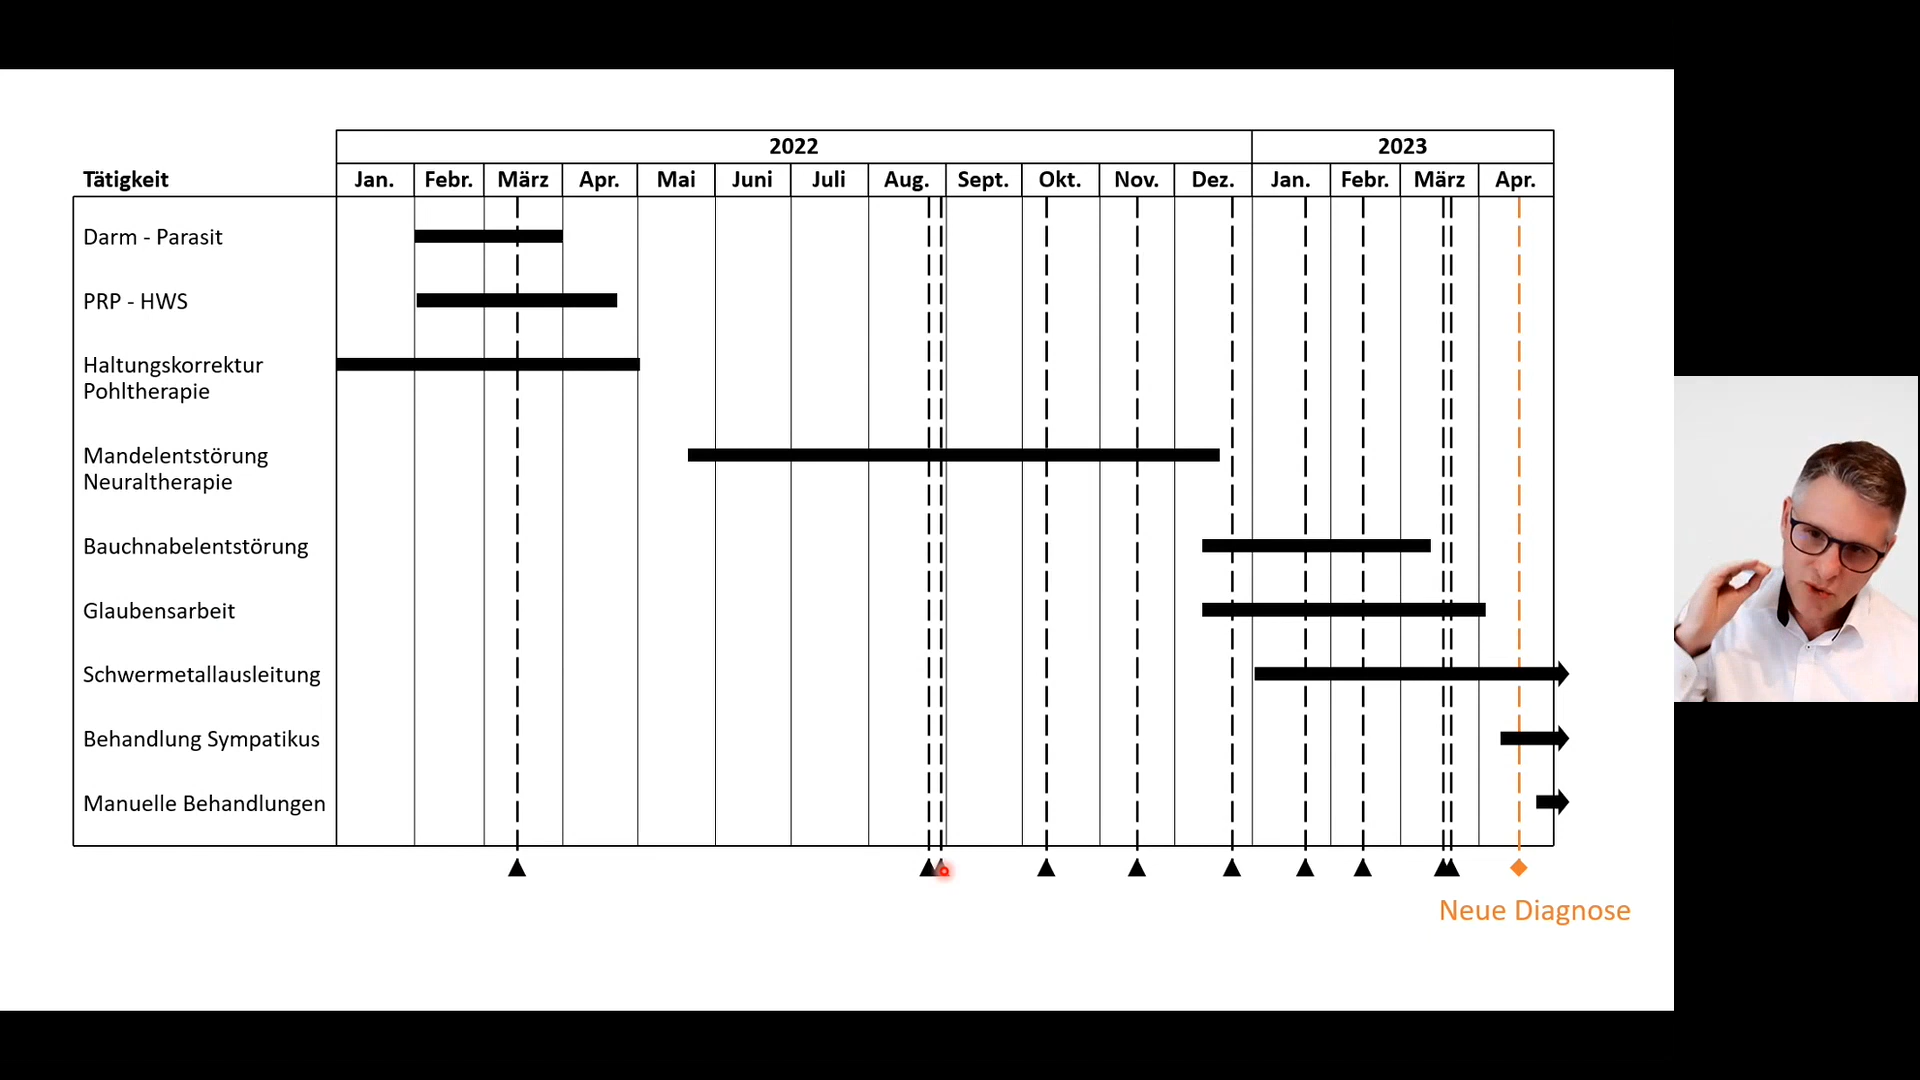 2022 2023
Tätigkeit Jan. Febr. März Apr. Mai Juni Juli Aug. Sept. Okt. Nov. Dez. Jan. Febr. März Apr.
Darm - Parasit
PRP - HWS
Haltungskorrektur
Pohltherapie
Mandelentstörung
Neuraltherapie
Bauchnabelentstörung
Glaubensarbeit
Schwermetallausleitung
Behandlung Sympatikus
Manuelle Behandlungen
Neue Diagnose